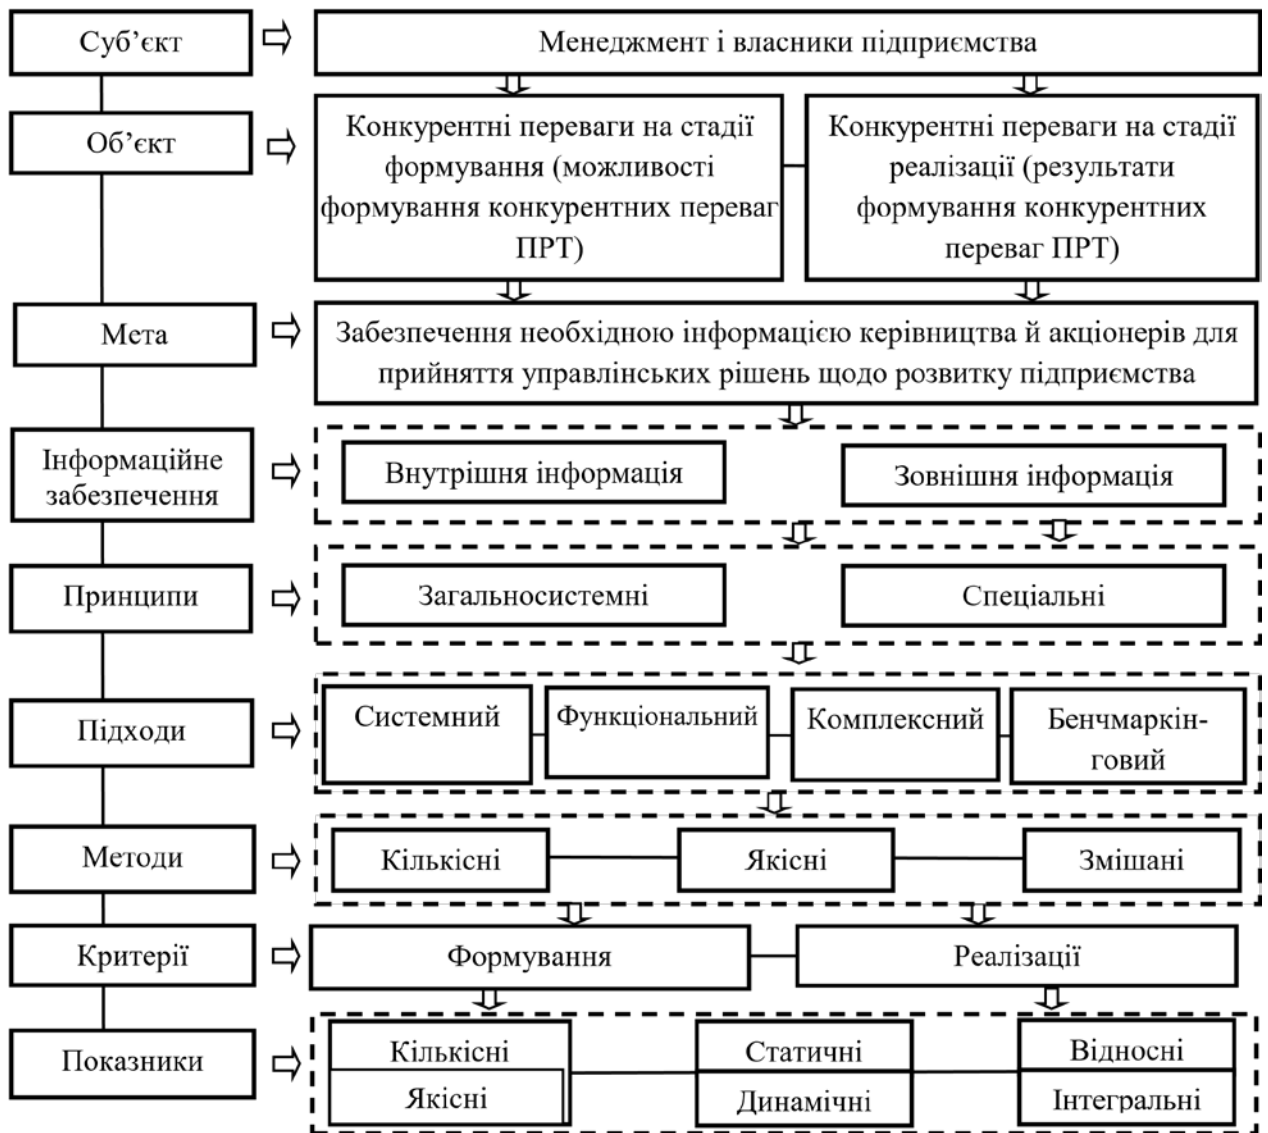 Суб’єкт
Менеджмент і власники підприємства
Об’єкт
Конкурентні переваги на стадії
формування (можливості
формування конкурентних переваг
ПРТ)
Конкурентні переваги на стадії
реалізації (результати
формування конкурентних
переваг ПРТ)
Мета
Забезпечення необхідною інформацією керівництва й акціонерів для
прийняття управлінських рішень щодо розвитку підприємства
Інформаційне
забезпечення
Внутрішня інформація
Зовнішня інформація
Принципи
Загальносистемні
Спеціальні
Підходи
Системний
Функціональний
Комплексний
Бенчмаркін-
говий
Методи
Кількісні
Якісні
Змішані
Критерії
Формування
Реалізації
Показники
Кількісні
Якісні
Статичні
Динамічні
Відносні
Інтегральні